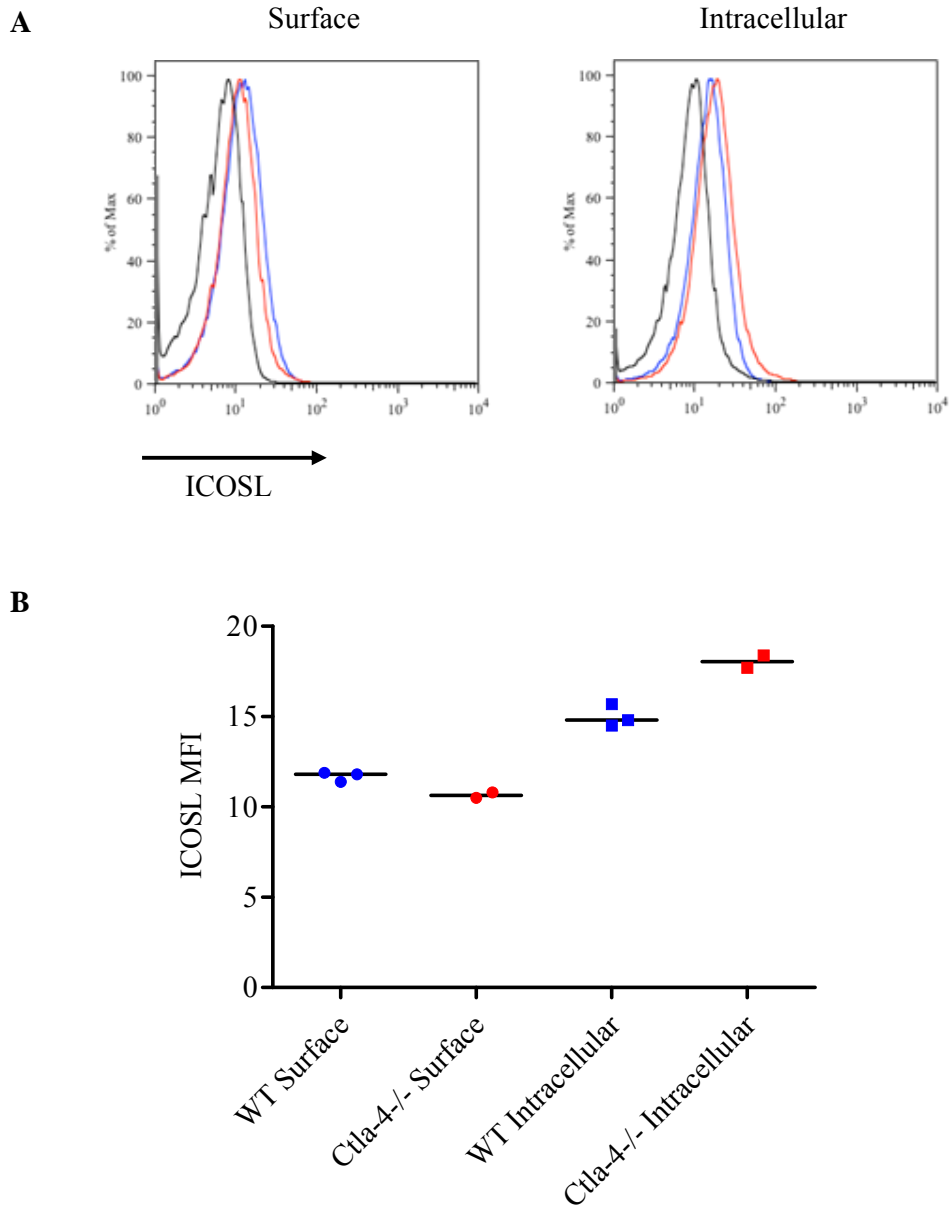 A
Surface
Intracellular
% of Max
100
80
60
40
20
0
10⁰
10¹
10²
10³
10⁴
% of Max
100
80
60
40
20
0
10⁰
10¹
10²
10³
10⁴
ICOSL
B
ICOSL MFI
20
15
10
5
0
WT Surface
Ctla-4-/- Surface
WT Intracellular
Ctla-4-/- Intracellular